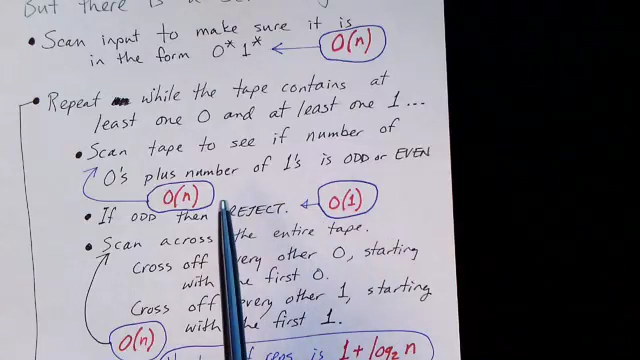 But there is a
• Scan input to make sure it is
in the form 0* 1* O(n)
• Repeat while the tape contains at
least one 0 and at least one 1...
• Scan tape to see if number of
0's plus number of 1's is ODD or EVEN
O(n)
• If ODD then REJECT. O(1)
• Scan across the entire tape.
Cross off every other 0, starting
with the first 0.
Cross off every other 1, starting
with the first 1.
O(n)
of reps is 1 + log₂ n